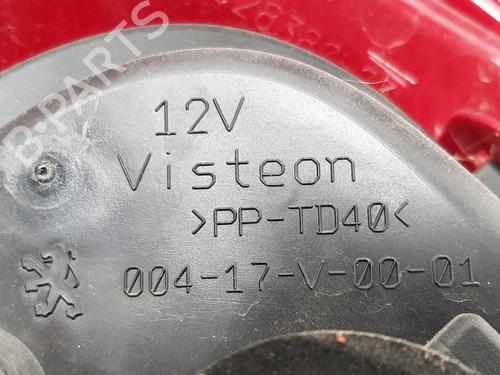 12V
Visteon
>PP-TD40<
004-17-V-00-01
B-PARTS